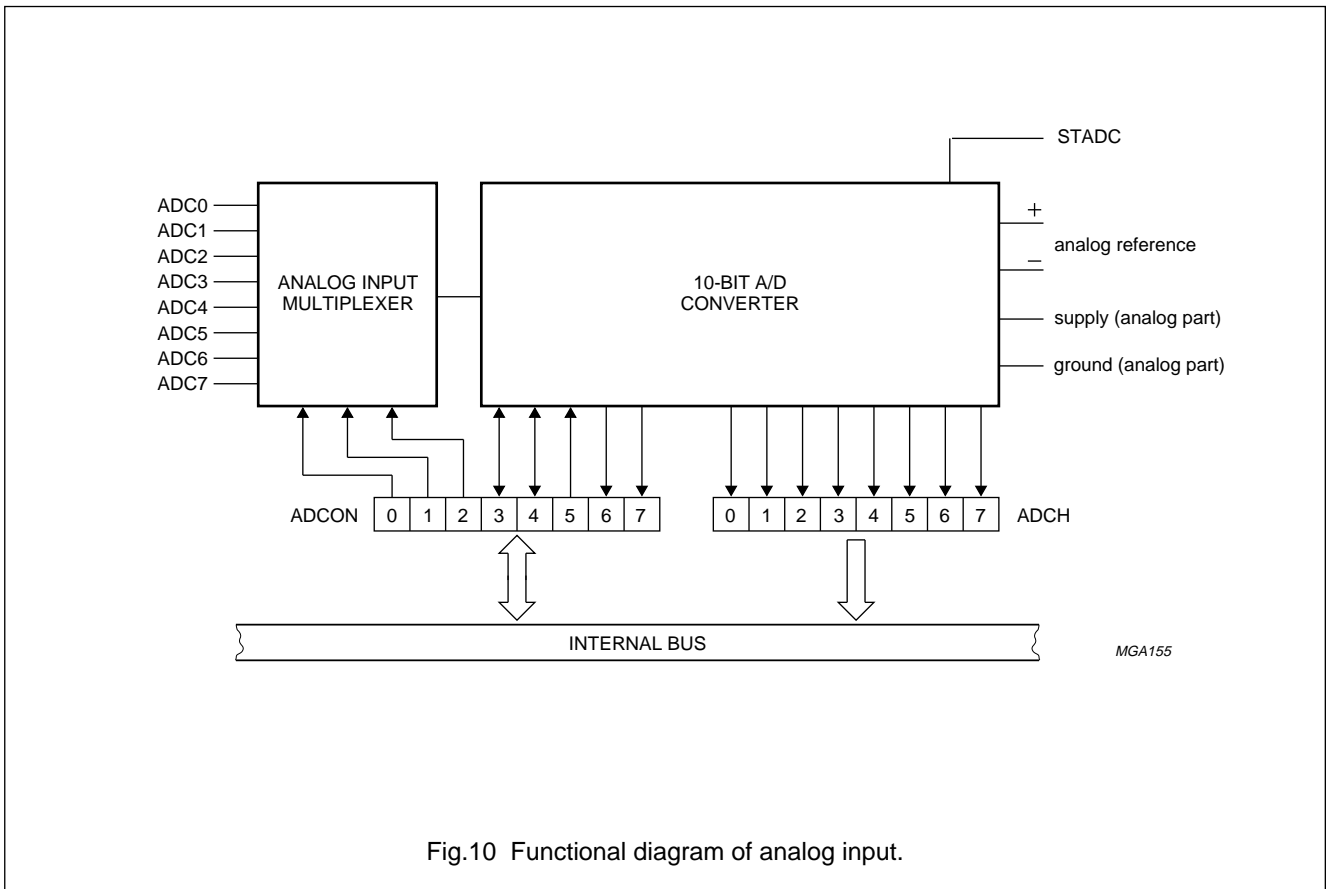 STADC
+
analog reference
−
supply (analog part)
ground (analog part)
ADC0
ADC1
ADC2
ADC3
ADC4
ADC5
ADC6
ADC7
ANALOG INPUT
MULTIPLEXER
10-BIT A/D
CONVERTER
ADCON 0 1 2 3 4 5 6 7
0 1 2 3 4 5 6 7 ADCH
INTERNAL BUS
MGA155
Fig.10 Functional diagram of analog input.